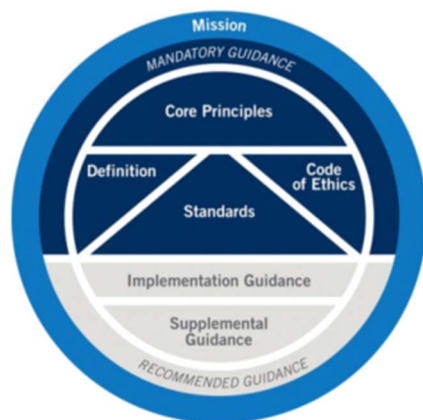 Mission
MANDATORY GUIDANCE
Core Principles
Definition
Code
of Ethics
Standards
Implementation Guidance
Supplemental
Guidance
RECOMMENDED GUIDANCE